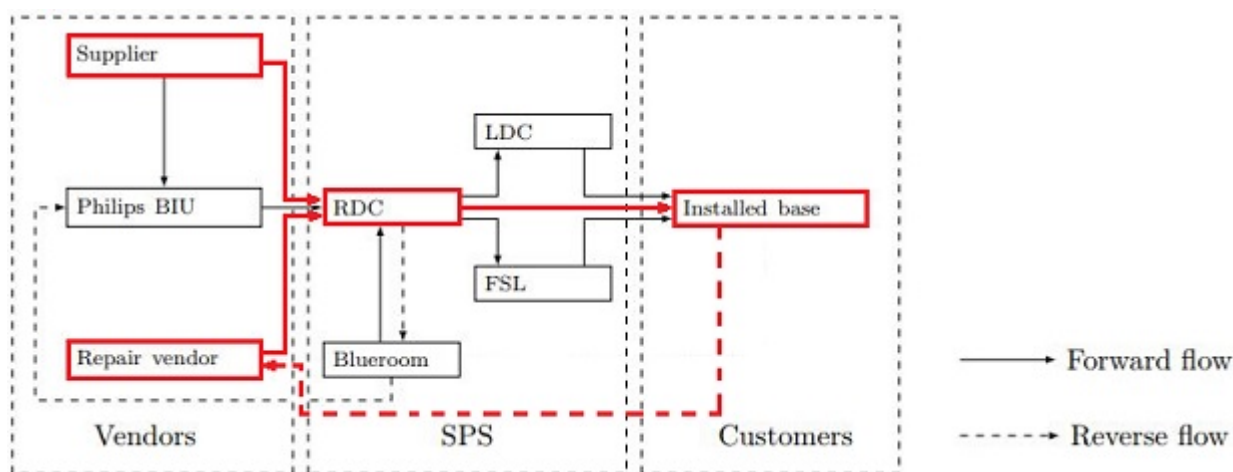 Supplier
LDC
Philips BIU
RDC
Installed base
FSL
Repair vendor
Blueroom
Forward flow
Vendors
SPS
Customers
Reverse flow